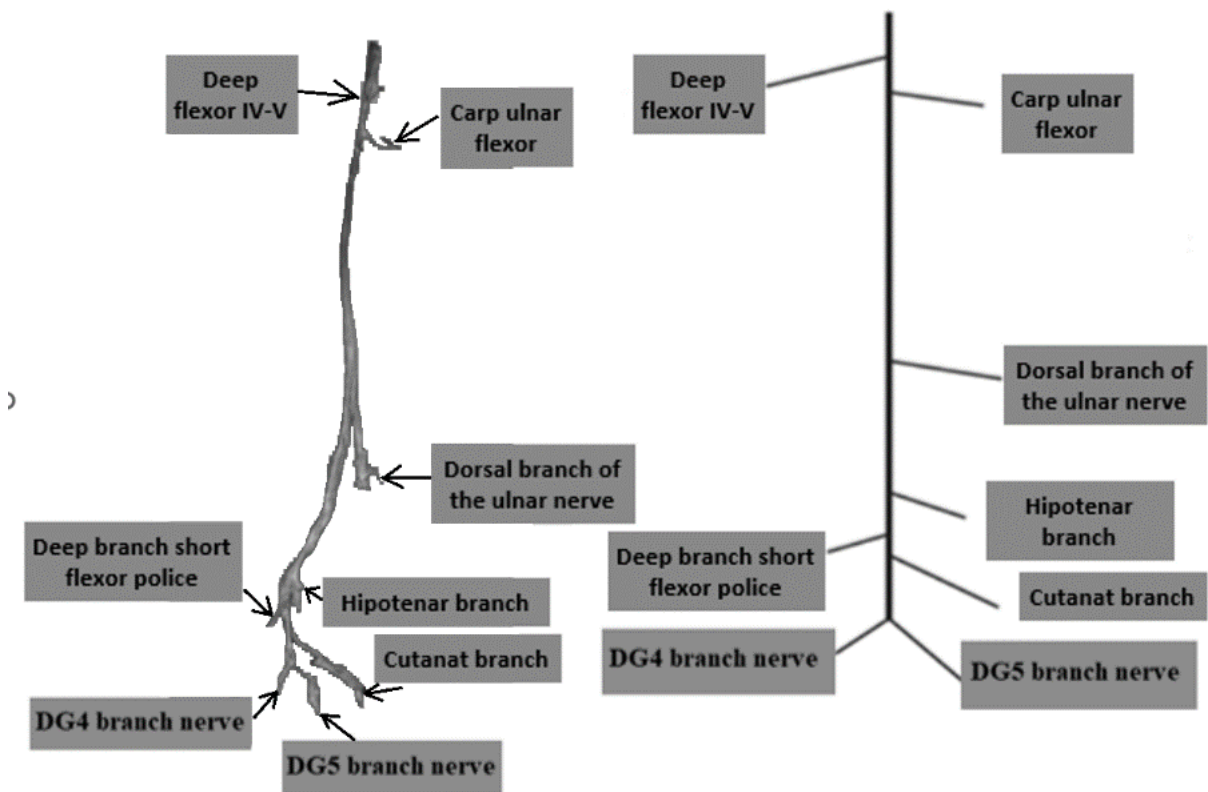 Deep
flexor IV-V
Carp ulnar
flexor
Dorsal branch of
the ulnar nerve
Deep branch short
flexor police
Hipotenar branch
Cutanat branch
DG4 branch nerve
DG5 branch nerve
Deep
flexor IV-V
Carp ulnar
flexor
Dorsal branch of
the ulnar nerve
Hipotenar
branch
Deep branch short
flexor police
Cutanat branch
DG4 branch nerve
DG5 branch nerve